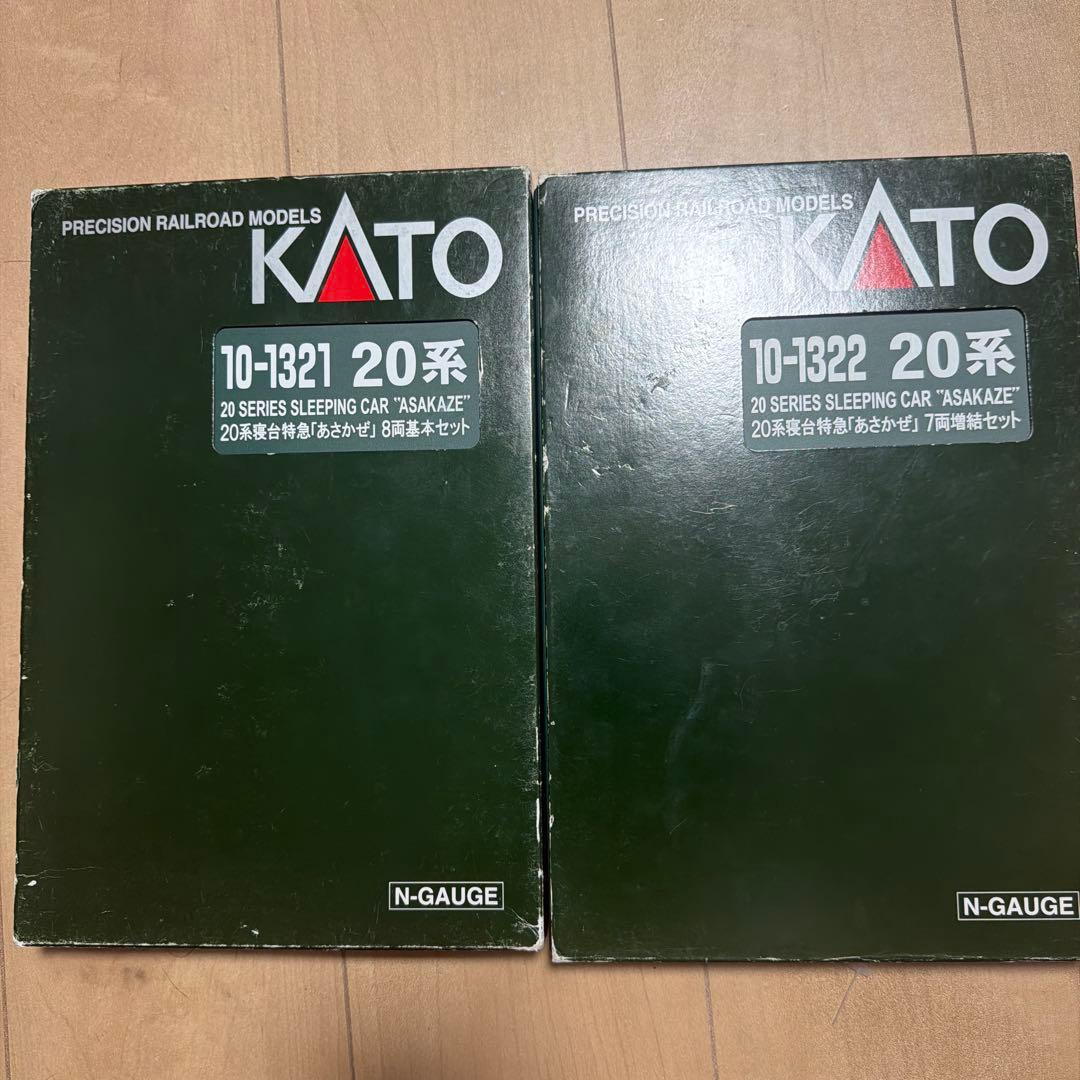 PRECISION RAILROAD MODELS
KATO
10-1321 20系
20 SERIES SLEEPING CAR "ASAKAZE"
20系寝台特急「あさかぜ」8両基本セット
N-GAUGE
PRECISION RAILROAD MODELS
KATO
10-1322 20系
20 SERIES SLEEPING CAR "ASAKAZE"
20系寝台特急「あさかぜ」7両増結セット
N-GAUGE